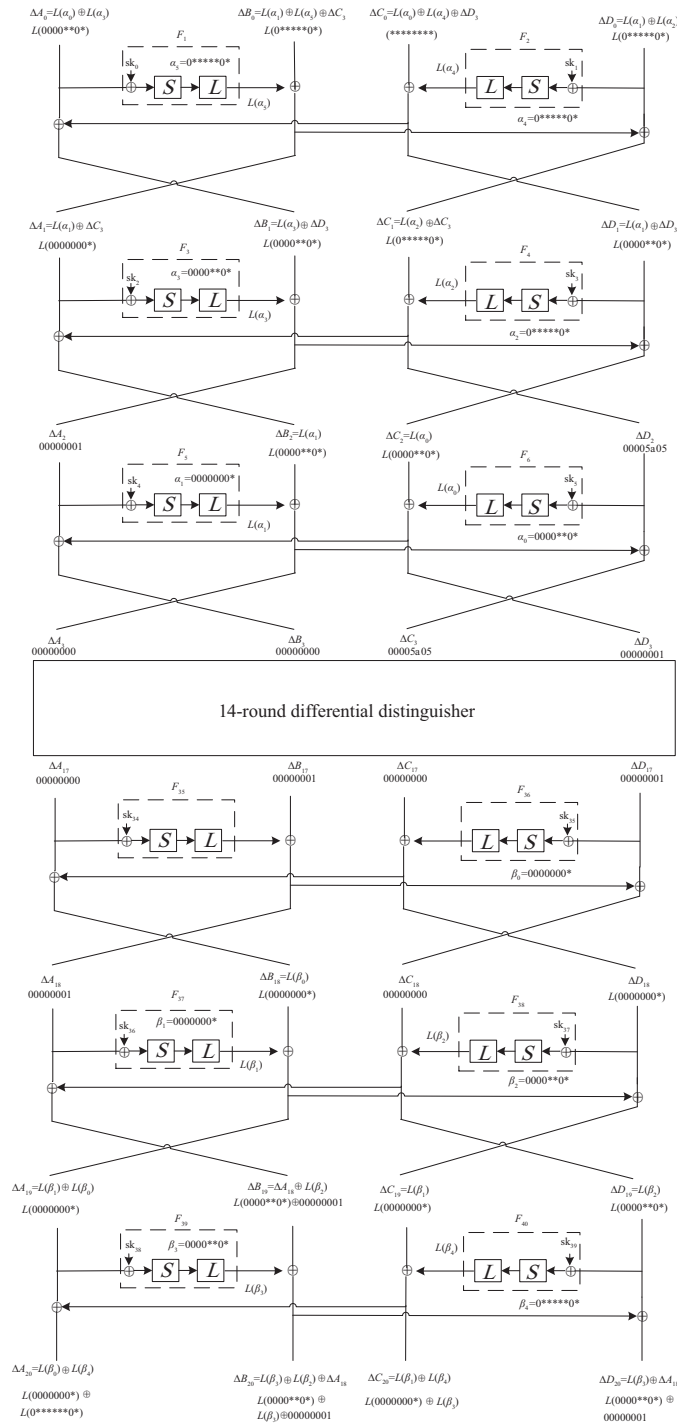 ΔA₀=L(α₀)⊕L(α₃)
L(0000**0*)
ΔB₀=L(α₁)⊕L(α₅)⊕ΔC₃
L(0*****0*)
ΔC₀=L(α₀)⊕L(α₄)⊕ΔD₃
(********)
ΔD₀=L(α₁)⊕L(α₂)
L(0*****0*)
F₁
F₂
sk₀
α₅=0*****0*
L(α₄)
sk₁
S
L
L
S
L(α₅)
α₄=0*****0*
ΔA₁=L(α₁)⊕ΔC₃
L(0000000*)
ΔB₁=L(α₃)⊕ΔD₃
L(0000**0*)
ΔC₁=L(α₂)⊕ΔC₃
L(0*****0*)
ΔD₁=L(α₁)⊕ΔD₃
L(0000**0*)
F₃
F₄
sk₂
α₃=0000**0*
L(α₂)
sk₃
S
L
L
S
L(α₃)
α₂=0*****0*
ΔA₂
00000001
ΔB₂=L(α₁)
L(0000**0*)
ΔC₂=L(α₀)
L(0000**0*)
ΔD₂
00005a05
F₅
F₆
sk₄
α₁=0000000*
L(α₀)
sk₅
S
L
L
S
L(α₁)
α₀=0000**0*
ΔA₃
00000000
ΔB₃
00000000
ΔC₃
00005a05
ΔD₃
00000001
14-round differential distinguisher
ΔA₁₇
00000000
ΔB₁₇
00000001
ΔC₁₇
00000000
ΔD₁₇
00000001
F₃₅
F₃₆
sk₃₄
sk₃₅
S
L
L
S
β₀=0000000*
ΔA₁₈
00000001
ΔB₁₈=L(β₀)
L(0000000*)
ΔC₁₈
00000000
ΔD₁₈
L(0000000*)
F₃₇
F₃₈
sk₃₆
β₁=0000000*
L(β₂)
sk₃₇
S
L
L
S
L(β₁)
β₂=0000**0*
ΔA₁₉=L(β₁)⊕L(β₀)
L(0000000*)
ΔB₁₉=ΔA₁₈⊕L(β₂)
L(0000**0*)⊕00000001
ΔC₁₉=L(β₁)
L(0000000*)
ΔD₁₉=L(β₂)
L(0000**0*)
F₃₉
F₄₀
sk₃₈
β₃=0000**0*
L(β₄)
sk₃₉
S
L
L
S
L(β₃)
β₄=0*****0*
ΔA₂₀=L(β₀)⊕L(β₄)
L(0000000*)⊕
L(0******0*)
ΔB₂₀=L(β₃)⊕L(β₂)⊕ΔA₁₈
L(0000**0*)⊕
L(β₃)⊕00000001
ΔC₂₀=L(β₁)⊕L(β₄)
L(0000000*)⊕L(β₃)
ΔD₂₀=L(β₃)⊕ΔA₁₈
L(0000**0*)⊕
00000001